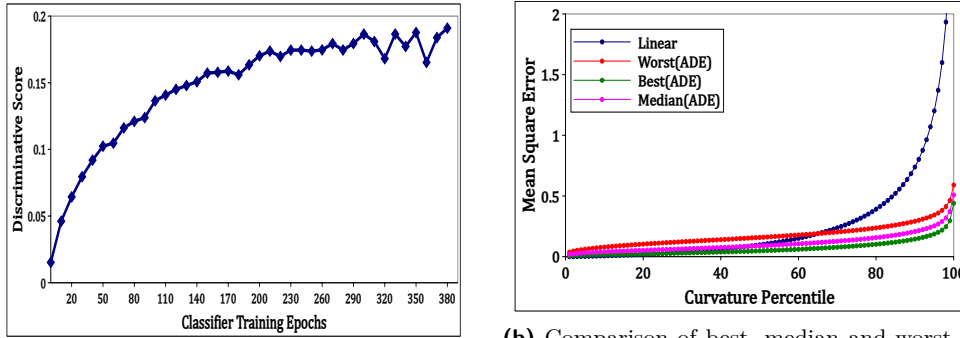 0.2
0.15
0.1
0.05
0
Discriminative Score
20 50 80 110 140 170 200 230 260 290 320 350 380
Classifier Training Epochs
2
1.5
1
0.5
0
Mean Square Error
Linear
Worst(ADE)
Best(ADE)
Median(ADE)
0 20 40 60 80 100
Curvature Percentile
(b) Comparison of best, median and worst